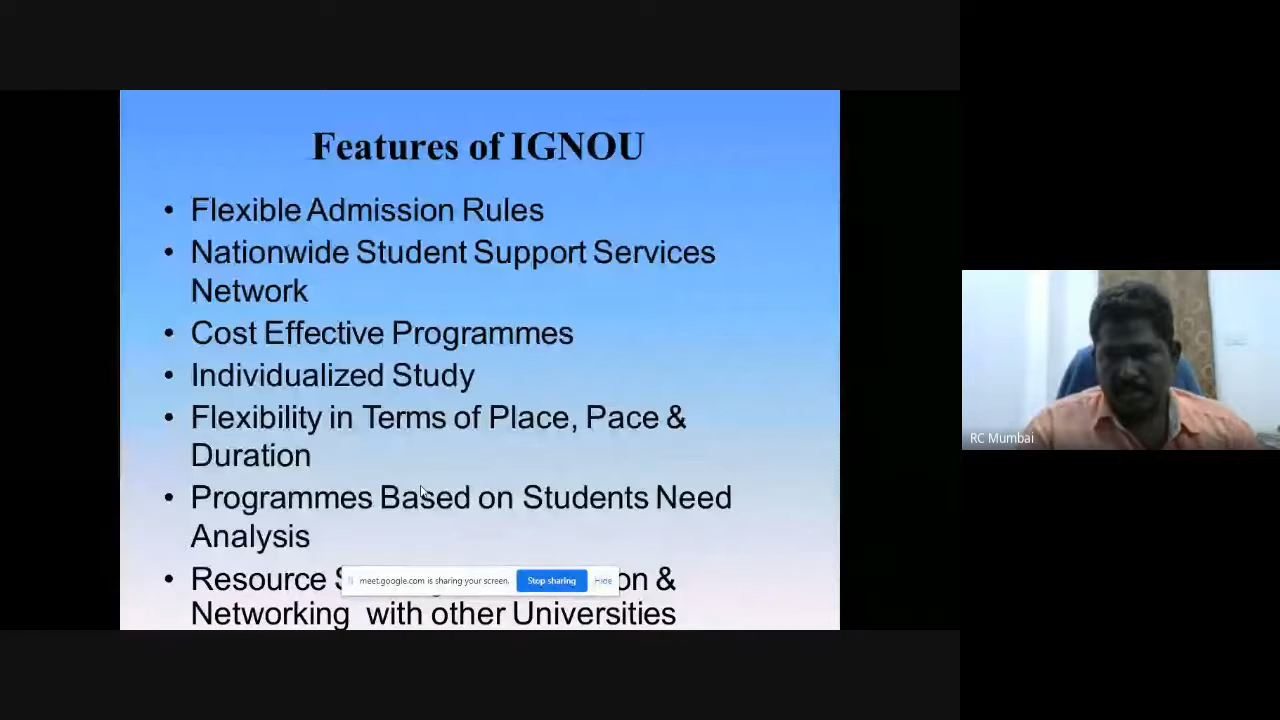 Features of IGNOU
• Flexible Admission Rules
• Nationwide Student Support Services
Network
• Cost Effective Programmes
• Individualized Study
• Flexibility in Terms of Place, Pace &
Duration
• Programmes Based on Students Need
Analysis
• Resource &
Networking with other Universities
meet.google.com is sharing your screen.
Stop sharing
Hide
RC Mumbai